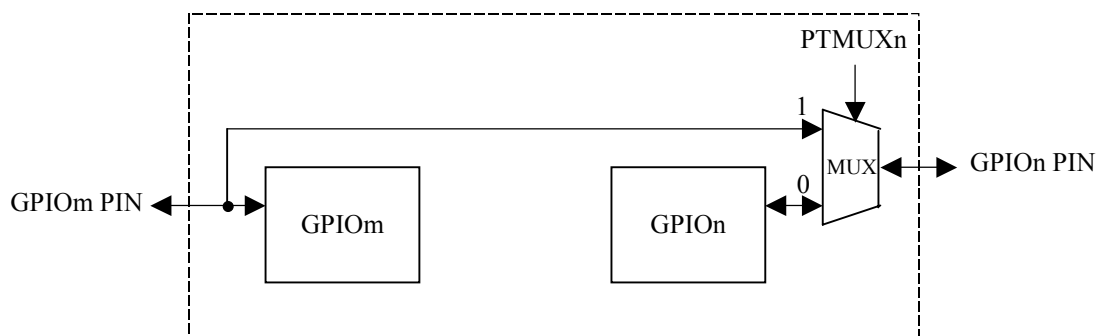 PTMUXn
1
MUX
GPIOn PIN
0
GPIOm PIN
GPIOm
GPIOn